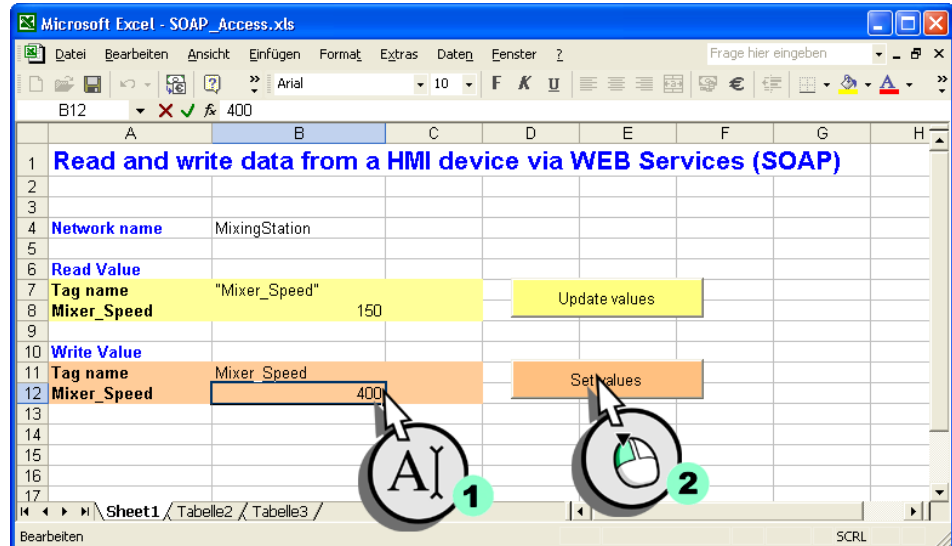 Microsoft Excel - SOAP_Access.xls
Datei Bearbeiten Ansicht Einfügen Format Extras Daten Fenster ? Frage hier eingeben
Arial 10 F K U €
B12 fx 400
A B C D E F G H
1 Read and write data from a HMI device via WEB Services (SOAP)
2
3
4 Network name MixingStation
5
6 Read Value
7 Tag name "Mixer_Speed" Update values
8 Mixer_Speed 150
9
10 Write Value
11 Tag name Mixer_Speed Set values
12 Mixer_Speed 400
13
14
15
16
17
A 1 2
Sheet1 Tabelle2 Tabelle3
Bearbeiten SCRL